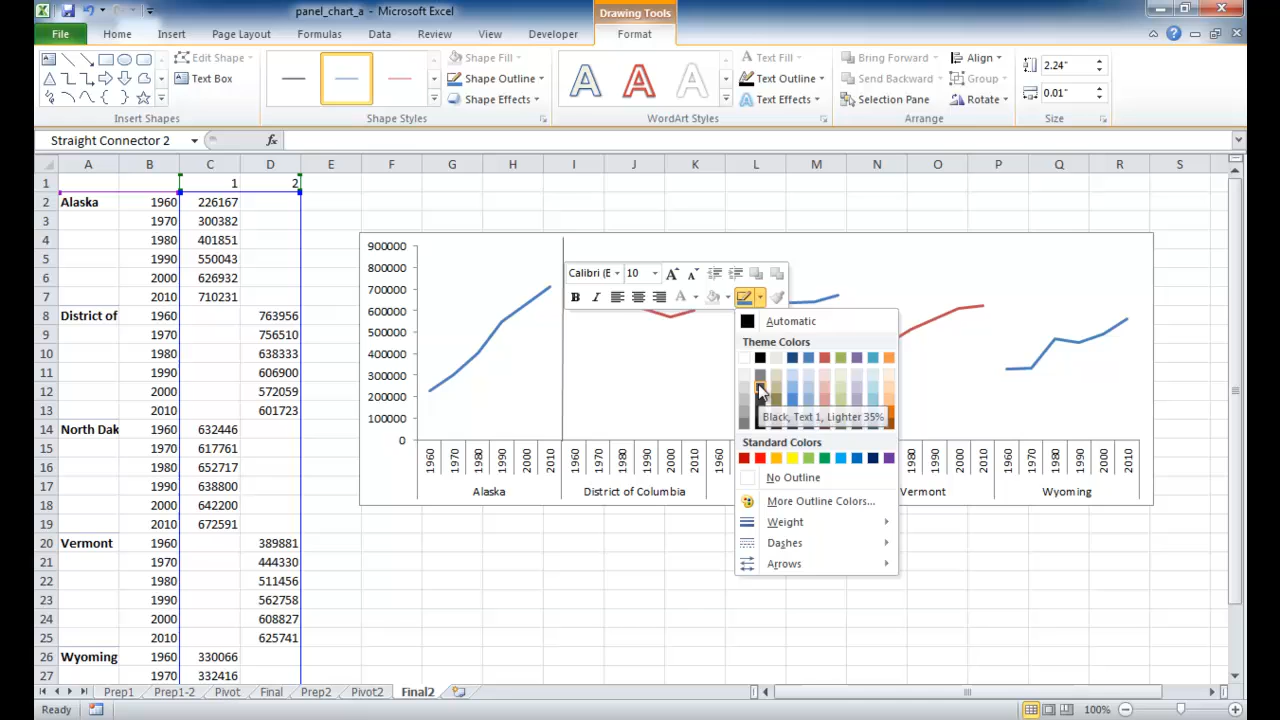 panel_chart_a - Microsoft Excel
Drawing Tools
File Home Insert Page Layout Formulas Data Review View Developer Format
Edit Shape
Text Box
Insert Shapes
Shape Fill
Shape Outline
Shape Effects
Shape Styles
Text Fill
Text Outline
Text Effects
WordArt Styles
Bring Forward
Send Backward
Selection Pane
Align
Group
Rotate
Arrange
2.24"
0.01"
Size
Straight Connector 2 fx
A B C D E F G H I J K L M N O P Q R S
1 1 2
2 Alaska 1960 226167
3 1970 300382
4 1980 401851
5 1990 550043
6 2000 626932
7 2010 710231
8 District of 1960 763956
9 1970 756510
10 1980 638333
11 1990 606900
12 2000 572059
13 2010 601723
14 North Dak 1960 632446
15 1970 617761
16 1980 652717
17 1990 638800
18 2000 642200
19 2010 672591
20 Vermont 1960 389881
21 1970 444330
22 1980 511456
23 1990 562758
24 2000 608827
25 2010 625741
26 Wyoming 1960 330066
27 1970 332416
900000
800000
700000
600000
500000
400000
300000
200000
100000
0
1960 1970 1980 1990 2000 2010 1960 1970 1980 1990 2000 2010 1960 1980 1990 2000 2010 1960 1970 1980 1990 2000 2010
Alaska District of Columbia Vermont Wyoming
Calibri (E 10 A A
B I A
Automatic
Theme Colors
Black, Text 1, Lighter 35%
Standard Colors
No Outline
More Outline Colors...
Weight
Dashes
Arrows
Prep1 Prep1-2 Pivot Final Prep2 Pivot2 Final2
Ready 100%